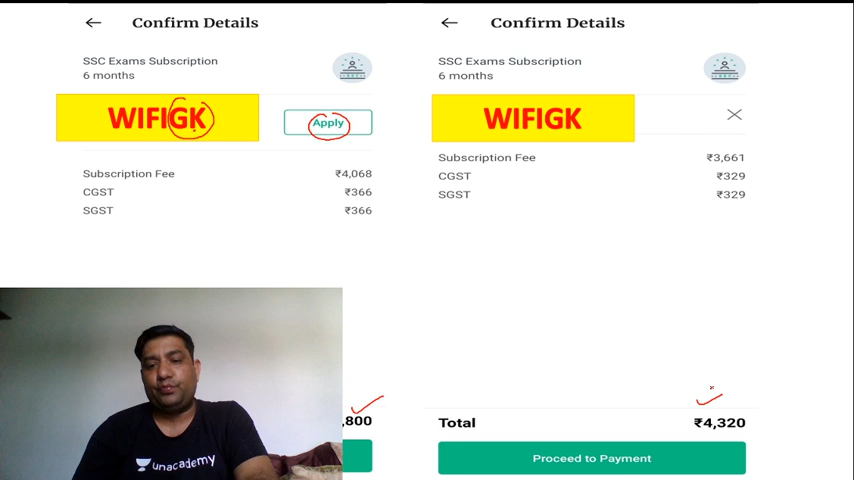 Confirm Details
SSC Exams Subscription
6 months
WIFIGK
Apply
Subscription Fee ₹4,068
CGST ₹366
SGST ₹366
,800
unacademy
Confirm Details
SSC Exams Subscription
6 months
WIFIGK
Subscription Fee ₹3,661
CGST ₹329
SGST ₹329
Total ₹4,320
Proceed to Payment